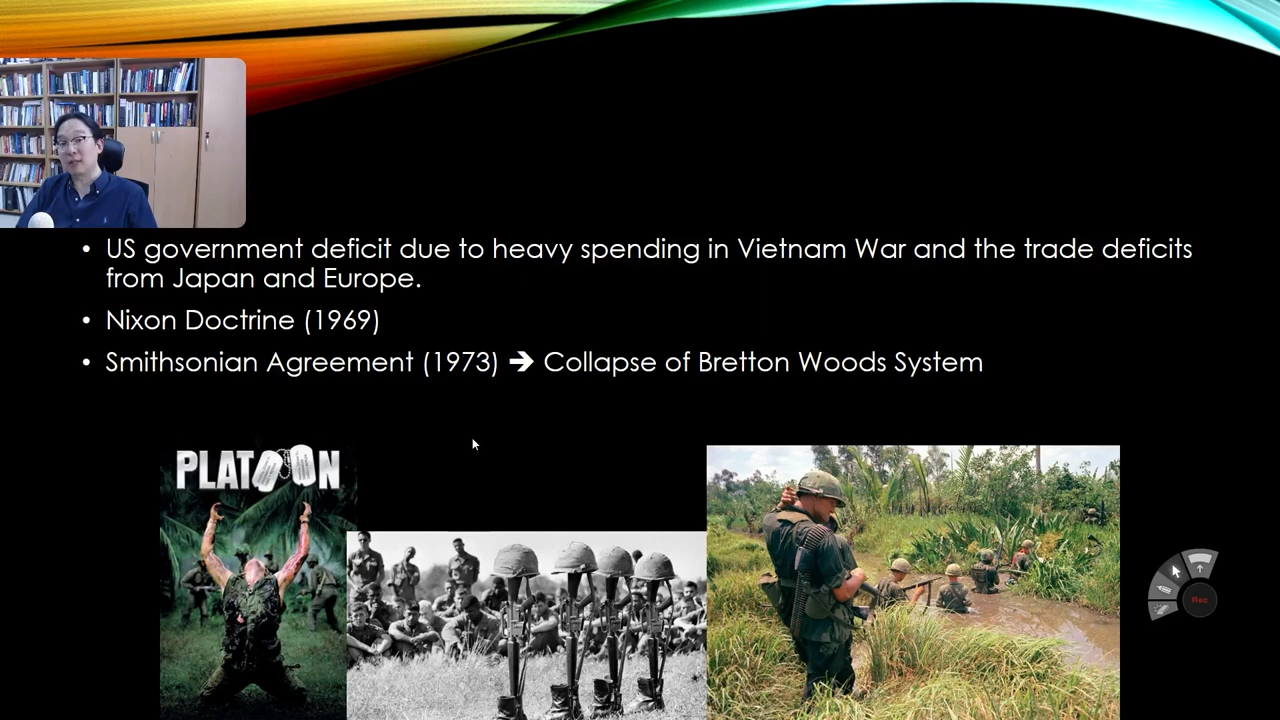 • US government deficit due to heavy spending in Vietnam War and the trade deficits
from Japan and Europe.
• Nixon Doctrine (1969)
• Smithsonian Agreement (1973) ➔ Collapse of Bretton Woods System
PLATOON
Rec